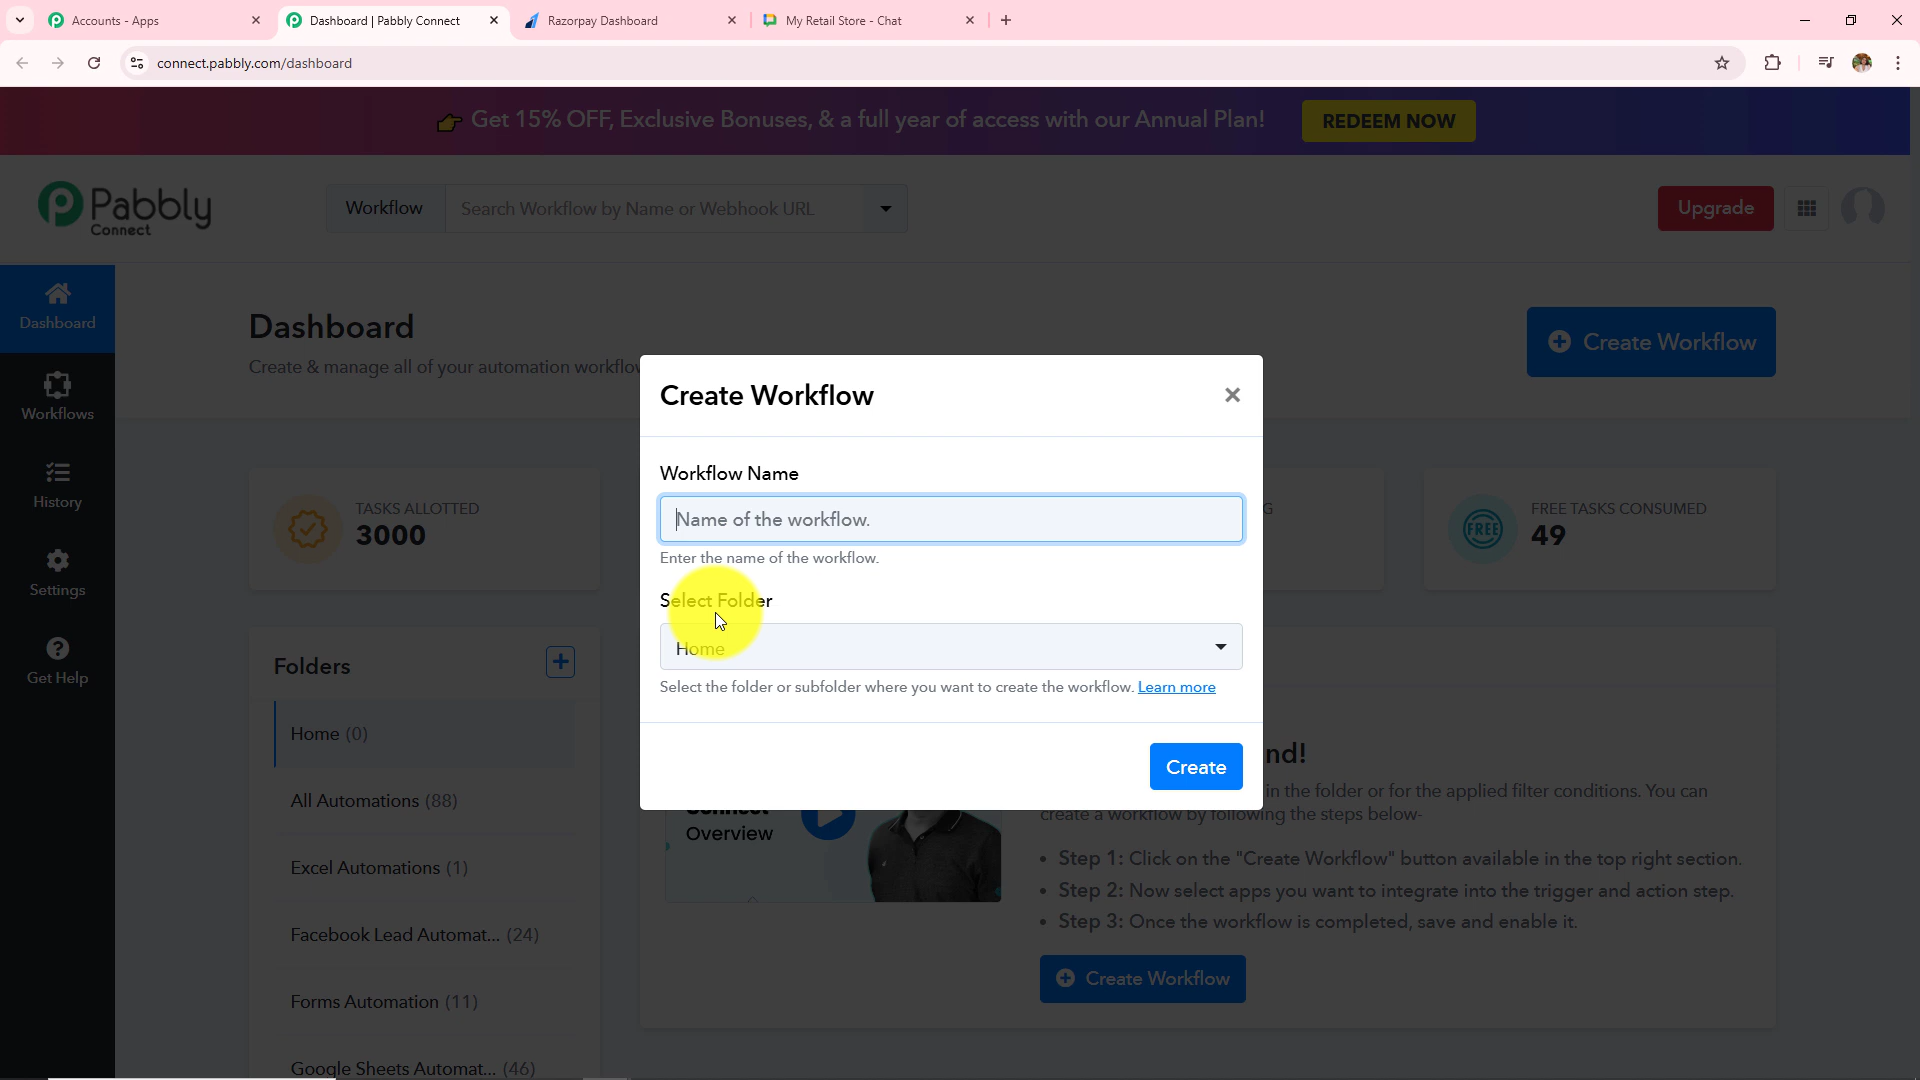 Accounts - Apps
Dashboard | Pabbly Connect
Razorpay Dashboard
My Retail Store - Chat
connect.pabbly.com/dashboard
Get 15% OFF, Exclusive Bonuses, & a full year of access with our Annual Plan!
REDEEM NOW
Pabbly
Connect
Workflow
Search Workflow by Name or Webhook URL
Upgrade
Dashboard
Workflows
History
Settings
Get Help
Dashboard
Create & manage all of your automation workflo
Create Workflow
TASKS ALLOTTED
3000
G
FREE
FREE TASKS CONSUMED
49
Folders
Home (0)
All Automations (88)
Excel Automations (1)
Facebook Lead Automat... (24)
Forms Automation (11)
Google Sheets Automat... (46)
Create Workflow
Workflow Name
Name of the workflow.
Enter the name of the workflow.
Select Folder
Home
Select the folder or subfolder where you want to create the workflow. Learn more
Create
Overview
nd!
in the folder or for the applied filter conditions. You can
create a workflow by following the steps below-
• Step 1: Click on the "Create Workflow" button available in the top right section.
• Step 2: Now select apps you want to integrate into the trigger and action step.
• Step 3: Once the workflow is completed, save and enable it.
Create Workflow